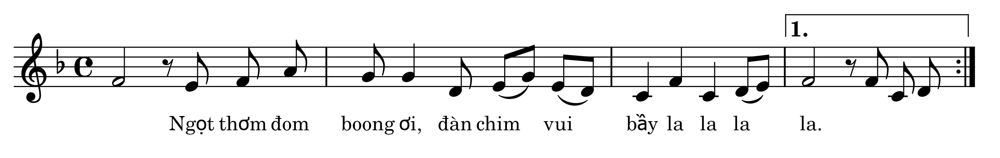 1.
Ngọt thơm đom boong ơi, đàn chim vui bầy la la la la.